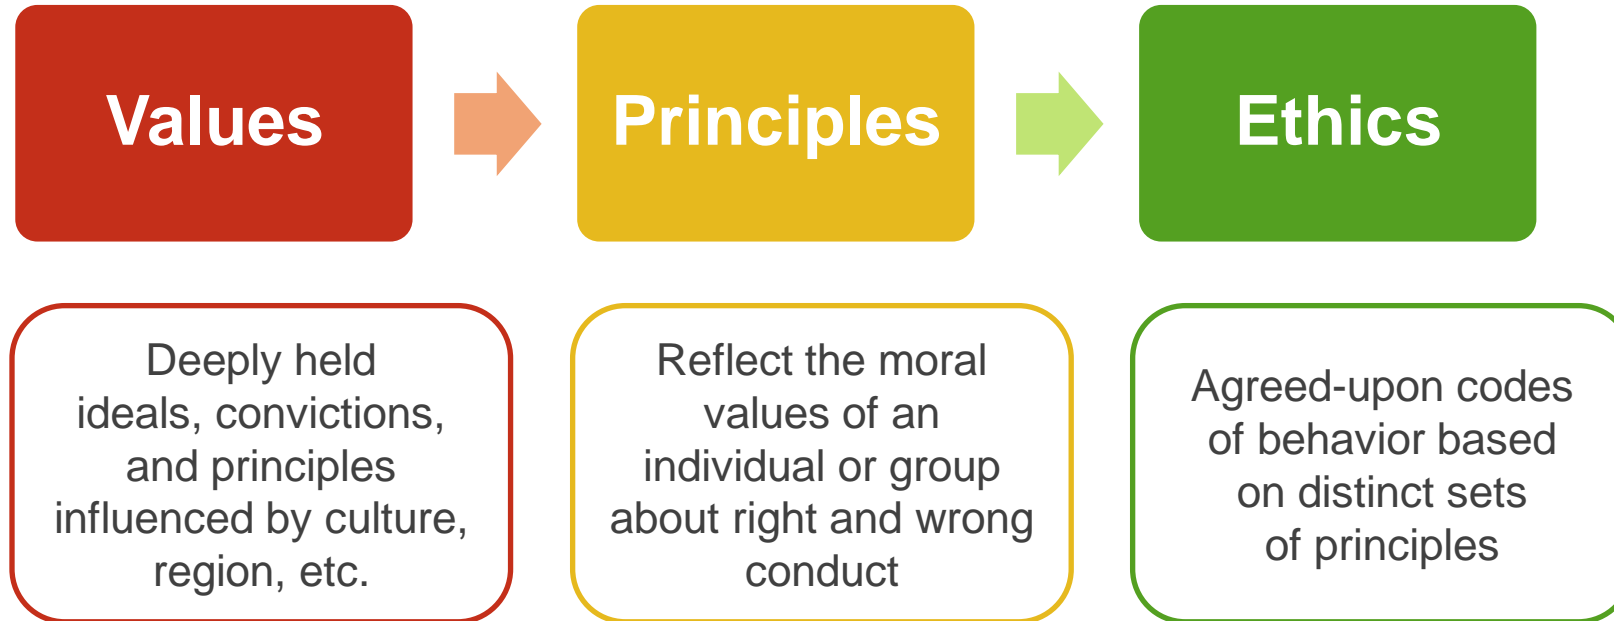 Values
Principles
Ethics
Deeply held
ideals, convictions,
and principles
influenced by culture,
region, etc.
Reflect the moral
values of an
individual or group
about right and wrong
conduct
Agreed-upon codes
of behavior based
on distinct sets
of principles